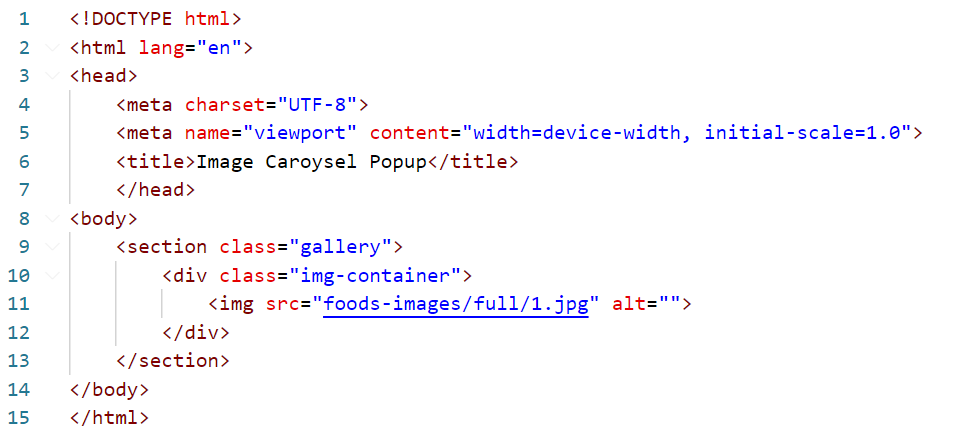 1 <!DOCTYPE html>
2 <html lang="en">
3 <head>
4 <meta charset="UTF-8">
5 <meta name="viewport" content="width=device-width, initial-scale=1.0">
6 <title>Image Caroysel Popup</title>
7 </head>
8 <body>
9 <section class="gallery">
10 <div class="img-container">
11 <img src="foods-images/full/1.jpg" alt="">
12 </div>
13 </section>
14 </body>
15 </html>